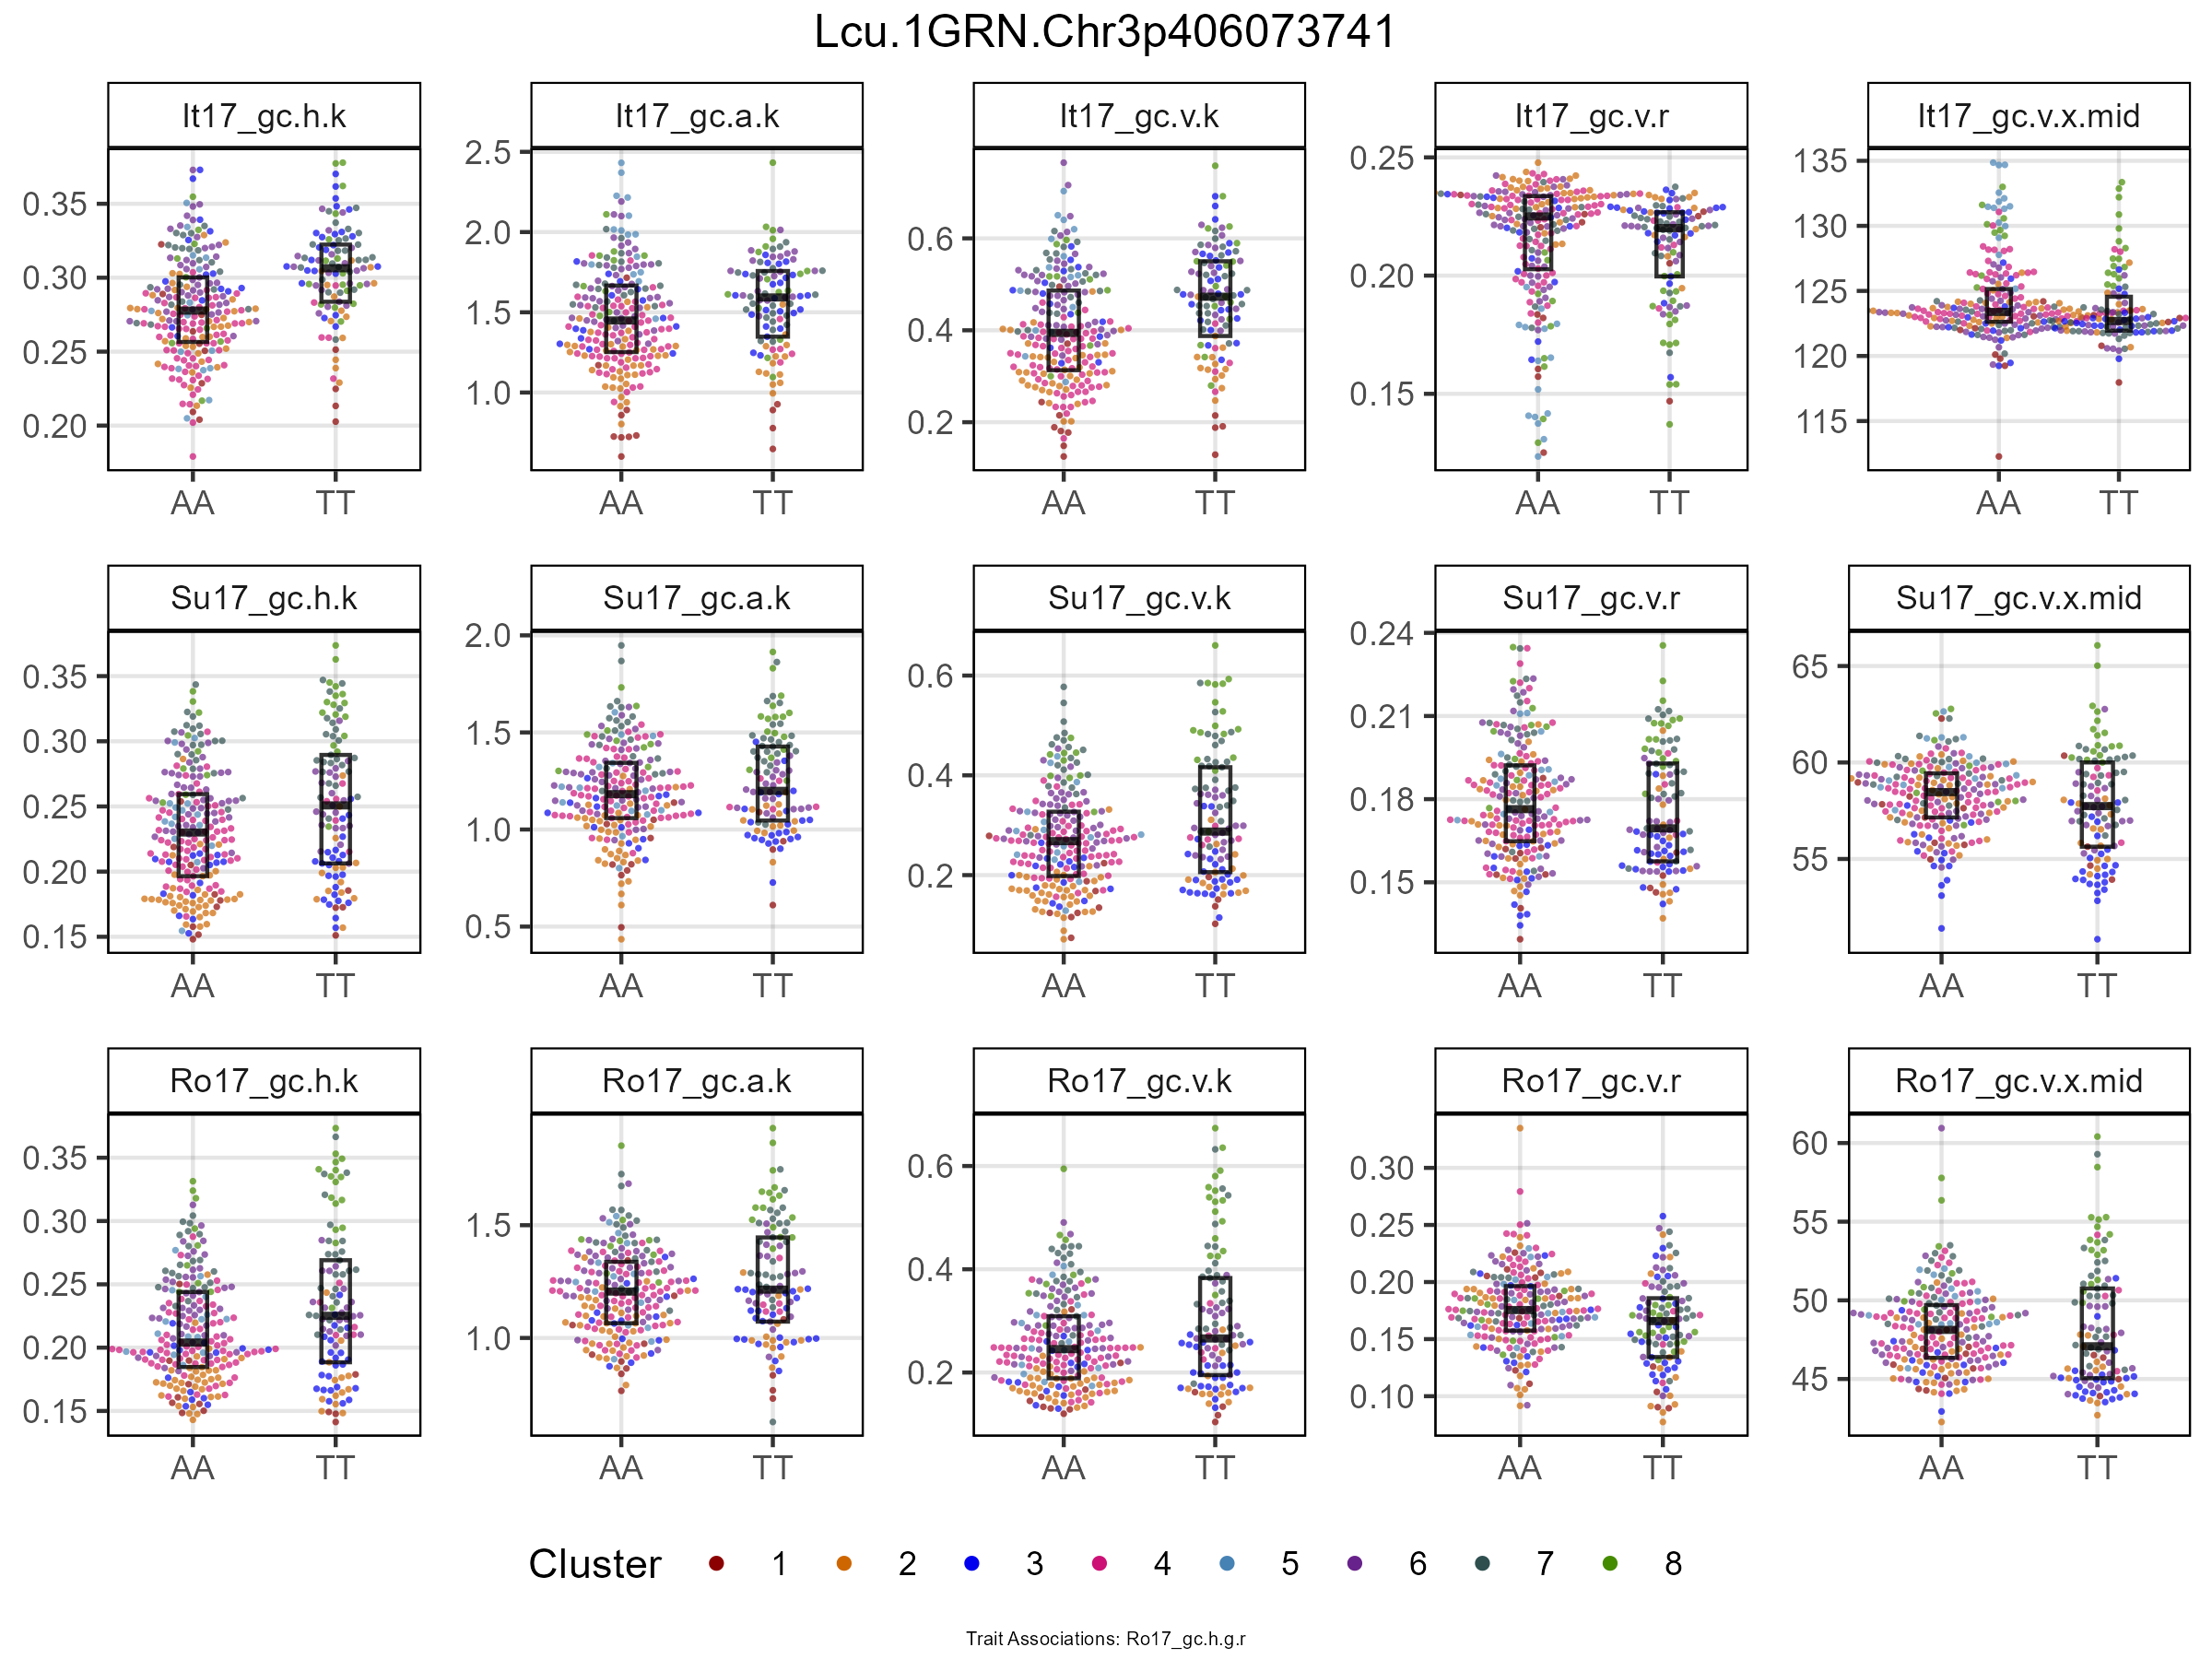 Lcu.1GRN.Chr3p406073741
It17_gc.h.k It17_gc.a.k It17_gc.v.k It17_gc.v.r It17_gc.v.x.mid
0.35 0.30 0.25 0.20 2.5 2.0 1.5 1.0 0.6 0.4 0.2 0.25 0.20 0.15 135 130 125 120 115
AA TT AA TT AA TT AA TT AA TT
Su17_gc.h.k Su17_gc.a.k Su17_gc.v.k Su17_gc.v.r Su17_gc.v.x.mid
0.35 0.30 0.25 0.20 0.15 2.0 1.5 1.0 0.5 0.6 0.4 0.2 0.24 0.21 0.18 0.15 65 60 55
AA TT AA TT AA TT AA TT AA TT
Ro17_gc.h.k Ro17_gc.a.k Ro17_gc.v.k Ro17_gc.v.r Ro17_gc.v.x.mid
0.35 0.30 0.25 0.20 0.15 1.5 1.0 0.6 0.4 0.2 0.30 0.25 0.20 0.15 0.10 60 55 50 45
AA TT AA TT AA TT AA TT AA TT
Cluster 1 2 3 4 5 6 7 8
Trait Associations: Ro17_gc.h.g.r